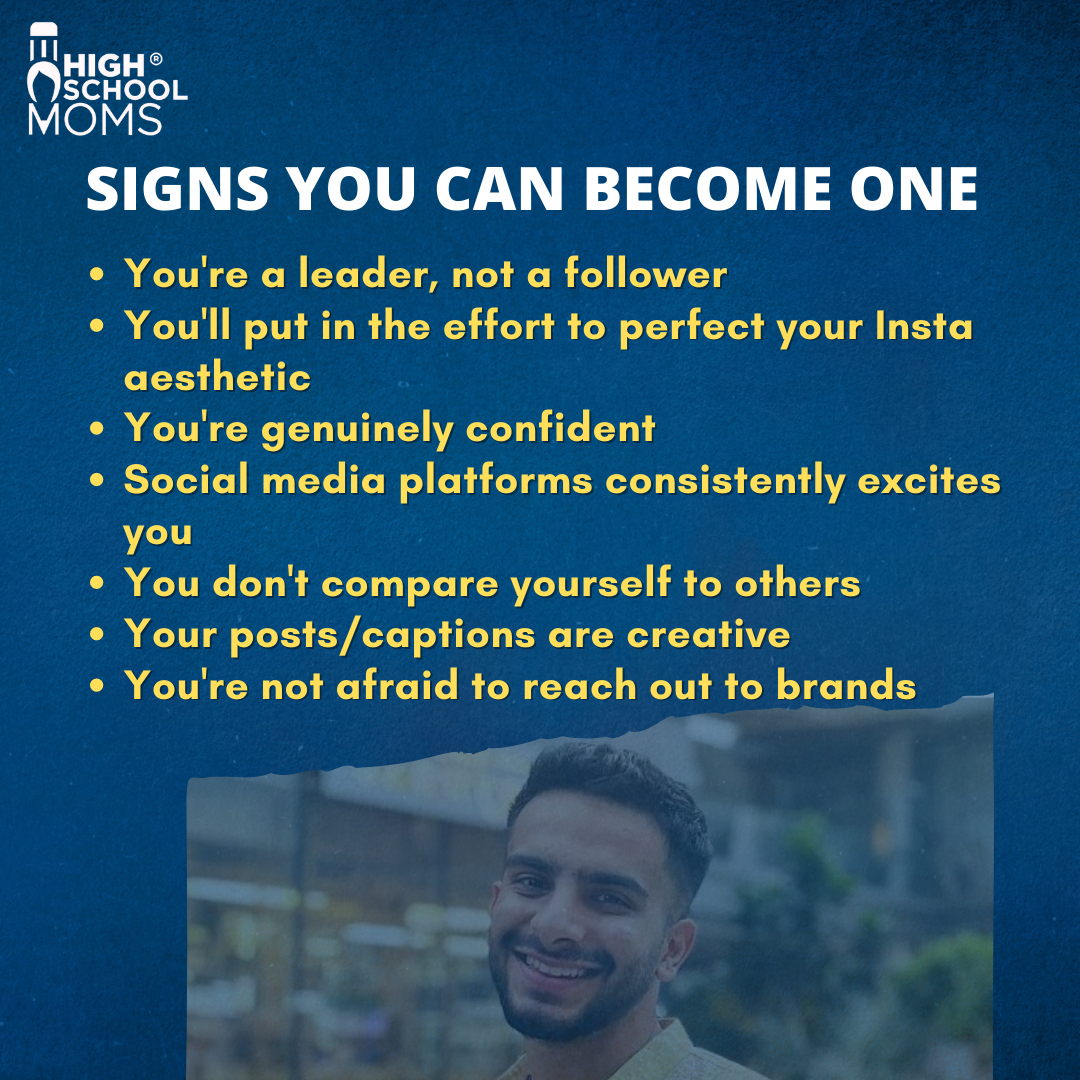 HIGH®
SCHOOL
MOMS
SIGNS YOU CAN BECOME ONE
• You're a leader, not a follower
• You'll put in the effort to perfect your Insta
aesthetic
• You're genuinely confident
• Social media platforms consistently excites
you
• You don't compare yourself to others
• Your posts/captions are creative
• You're not afraid to reach out to brands